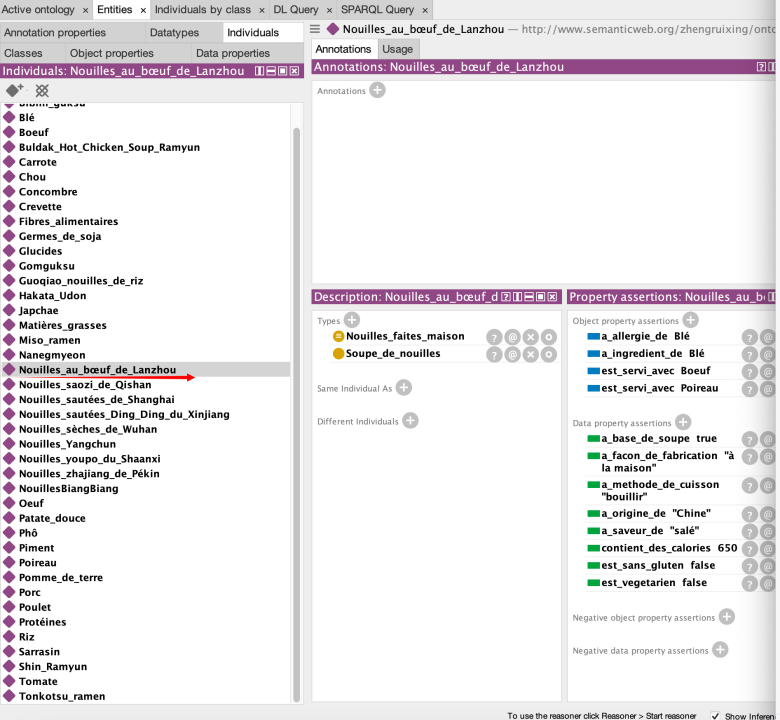 Active ontology × Entities × Individuals by class × DL Query × SPARQL Query ×
Annotation properties Datatypes Individuals
Classes Object properties Data properties
Individuals: Nouilles_au_bœuf_de_Lanzhou
Blé
Boeuf
Buldak_Hot_Chicken_Soup_Ramyun
Carrote
Chou
Concombre
Crevette
Fibres_alimentaires
Germes_de_soja
Glucides
Gomguksu
Guoqiao_nouilles_de_riz
Hakata_Udon
Japchae
Matières_grasses
Miso_ramen
Nanegmyeon
Nouilles_au_bœuf_de_Lanzhou
Nouilles_saozi_de_Qishan
Nouilles_sautées_de_Shanghai
Nouilles_sautées_Ding_Ding_du_Xinjiang
Nouilles_sèches_de_Wuhan
Nouilles_Yangchun
Nouilles_youpo_du_Shaanxi
Nouilles_zhajiang_de_Pékin
NouillesBiangBiang
Oeuf
Patate_douce
Phô
Piment
Poireau
Pomme_de_terre
Porc
Poulet
Protéines
Riz
Sarrasin
Shin_Ramyun
Tomate
Tonkotsu_ramen
Nouilles_au_bœuf_de_Lanzhou — http://www.semanticweb.org/zhengruixing/onto
Annotations Usage
Annotations: Nouilles_au_bœuf_de_Lanzhou
Annotations
Description: Nouilles_au_bœuf_d
Types
Nouilles_faites_maison
Soupe_de_nouilles
Same Individual As
Different Individuals
Property assertions: Nouilles_au_b
Object property assertions
a_allergie_de Blé
a_ingredient_de Blé
est_servi_avec Boeuf
est_servi_avec Poireau
Data property assertions
a_base_de_soupe true
a_facon_de_fabrication "à
la maison"
a_methode_de_cuisson
"bouillir"
a_origine_de "Chine"
a_saveur_de "salé"
contient_des_calories 650
est_sans_gluten false
est_vegetarien false
Negative object property assertions
Negative data property assertions
To use the reasoner click Reasoner > Start reasoner ✓ Show Inferen